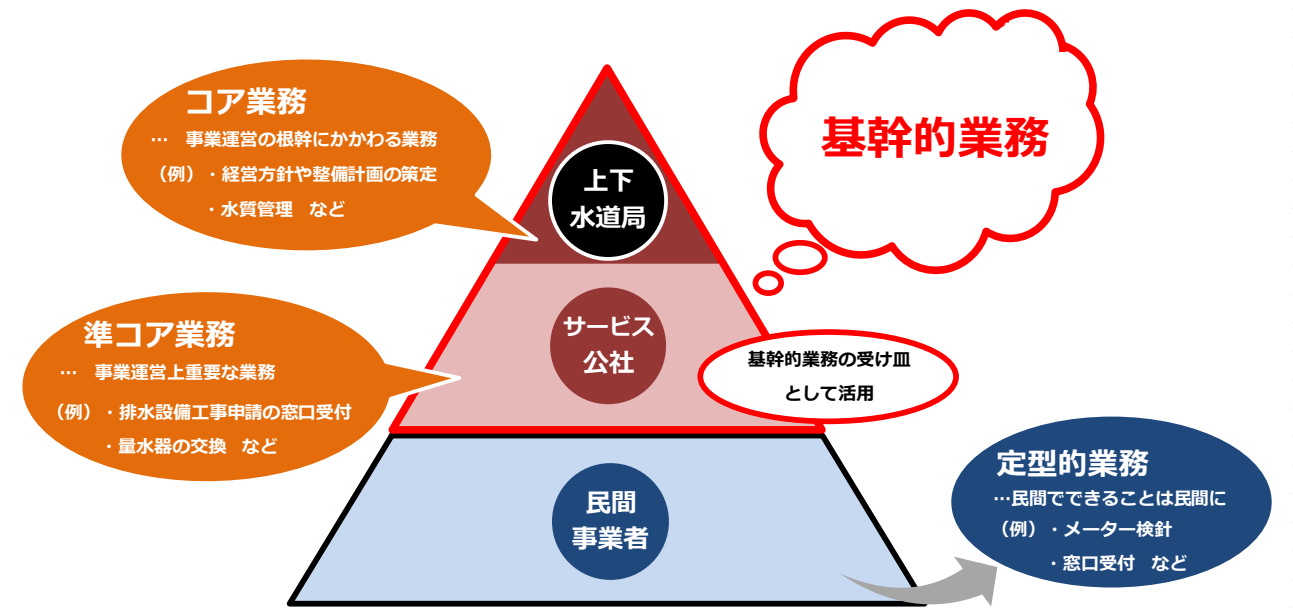 コア業務
… 事業運営の根幹にかかわる業務
（例）・経営方針や整備計画の策定
・水質管理 など
基幹的業務
上下
水道局
準コア業務
… 事業運営上重要な業務
（例）・排水設備工事申請の窓口受付
・量水器の交換 など
サービス
公社
基幹的業務の受け皿
として活用
民間
事業者
定型的業務
…民間でできることは民間に
（例）・メーター検針
・窓口受付 など